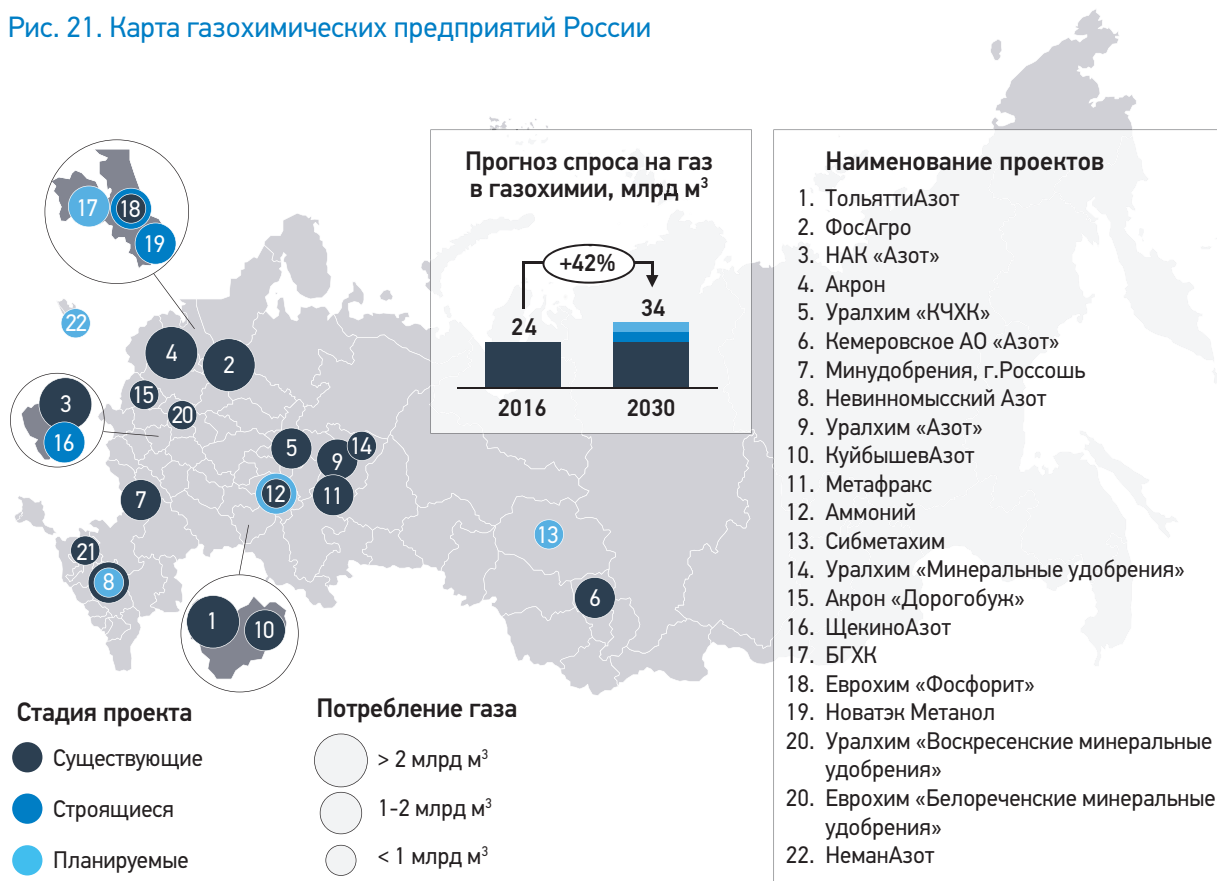 Рис. 21. Карта газохимических предприятий России
17
18
19
22
4
2
15
20
3
16
5
14
9
12
11
7
21
8
13
6
1
10
Прогноз спроса на газ
в газохимии, млрд м³
+42%
24
34
2016
2030
Наименование проектов
1. ТольяттиАзот
2. ФосАгро
3. НАК «Азот»
4. Акрон
5. Уралхим «КЧХК»
6. Кемеровское АО «Азот»
7. Минудобрения, г.Россошь
8. Невинномысский Азот
9. Уралхим «Азот»
10. КуйбышевАзот
11. Метафракс
12. Аммоний
13. Сибметахим
14. Уралхим «Минеральные удобрения»
15. Акрон «Дорогобуж»
16. ЩекиноАзот
17. БГХК
18. Еврохим «Фосфорит»
19. Новатэк Метанол
20. Уралхим «Воскресенские минеральные
удобрения»
20. Еврохим «Белореченские минеральные
удобрения»
22. НеманАзот
Стадия проекта
Существующие
Строящиеся
Планируемые
Потребление газа
> 2 млрд м³
1-2 млрд м³
< 1 млрд м³